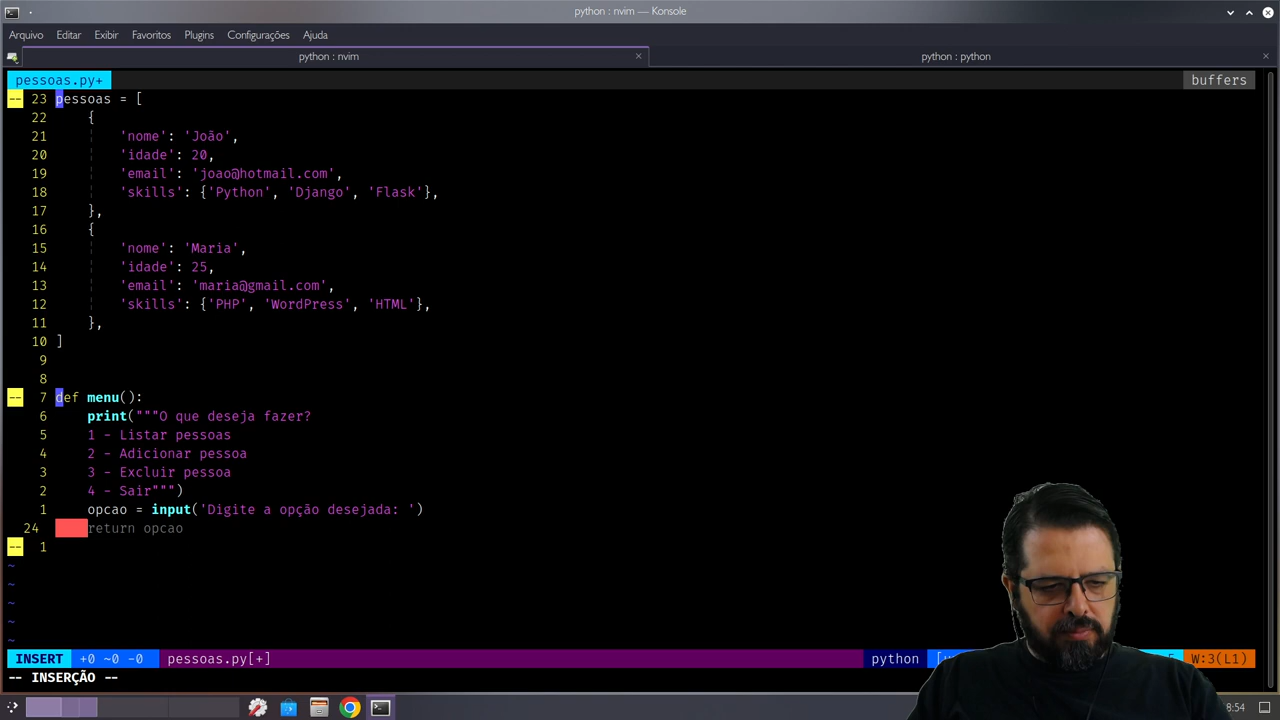 python : nvim — Konsole
Arquivo Editar Exibir Favoritos Plugins Configurações Ajuda
python : nvim
python : python
pessoas.py+ buffers
-- 23 pessoas = [
22 {
21 'nome': 'João',
20 'idade': 20,
19 'email': 'joao@hotmail.com',
18 'skills': {'Python', 'Django', 'Flask'},
17 },
16 {
15 'nome': 'Maria',
14 'idade': 25,
13 'email': 'maria@gmail.com',
12 'skills': {'PHP', 'WordPress', 'HTML'},
11 },
10 ]
9
8
-- 7 def menu():
6 print("""O que deseja fazer?
5 1 - Listar pessoas
4 2 - Adicionar pessoa
3 3 - Excluir pessoa
2 4 - Sair""")
1 opcao = input('Digite a opção desejada: ')
24 return opcao
-- 1
~
~
~
~
~
INSERT +0 ~0 -0 pessoas.py[+] python W:3(L1)
-- INSERÇÃO --
8:54